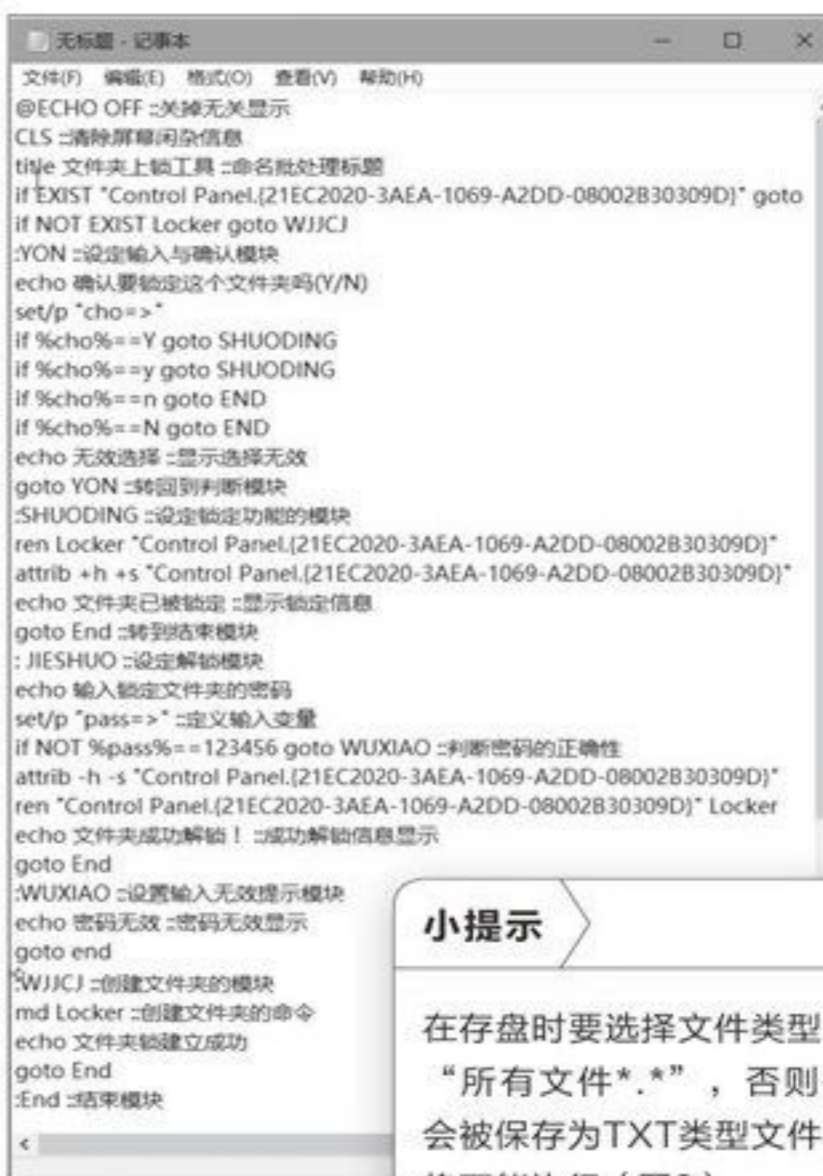 无标题 - 记事本
文件(F) 编辑(E) 格式(O) 查看(V) 帮助(H)
@ECHO OFF ::关掉无关显示
CLS ::清除屏幕闲杂信息
title 文件夹上锁工具 ::命名批处理标题
if EXIST "Control Panel.{21EC2020-3AEA-1069-A2DD-08002B30309D}" goto
if NOT EXIST Locker goto WJJCJ
:YON ::设定输入与确认模块
echo 确认要锁定这个文件夹吗(Y/N)
set/p "cho=>"
if %cho%==Y goto SHUODING
if %cho%==y goto SHUODING
if %cho%==n goto END
if %cho%==N goto END
echo 无效选择 ::显示选择无效
goto YON ::转回到判断模块
:SHUODING ::设定锁定功能的模块
ren Locker "Control Panel.{21EC2020-3AEA-1069-A2DD-08002B30309D}"
attrib +h +s "Control Panel.{21EC2020-3AEA-1069-A2DD-08002B30309D}"
echo 文件夹已被锁定 ::显示锁定信息
goto End ::转到结束模块
: JIESHUO ::设定解锁模块
echo 输入锁定文件夹的密码
set/p "pass=>" ::定义输入变量
if NOT %pass%==123456 goto WUXIAO ::判断密码的正确性
attrib -h -s "Control Panel.{21EC2020-3AEA-1069-A2DD-08002B30309D}"
ren "Control Panel.{21EC2020-3AEA-1069-A2DD-08002B30309D}" Locker
echo 文件夹成功解锁！ ::成功解锁信息显示
goto End
:WUXIAO ::设置输入无效提示模块
echo 密码无效 ::密码无效显示
goto end
:WJJCJ ::创建文件夹的模块
md Locker ::创建文件夹的命令
echo 文件夹锁建立成功
goto End
:End ::结束模块
小提示
在存盘时要选择文件类型
“所有文件*.*”，否则
会被保存为TXT类型文件